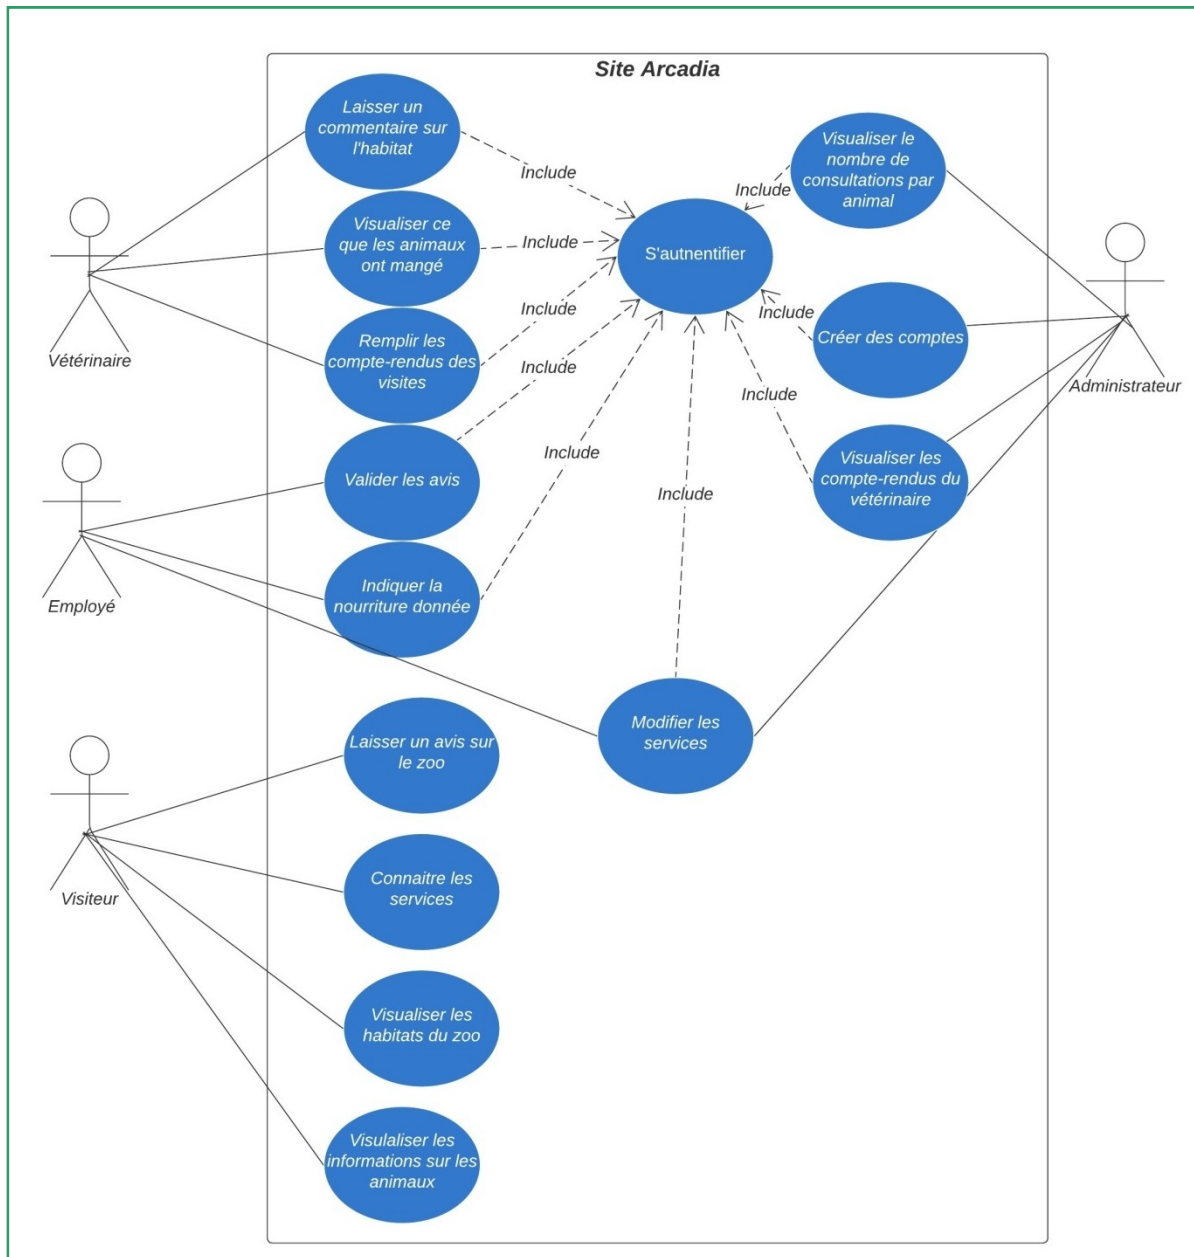 Site Arcadia
Laisser un
commentaire sur
l'habitat
Include
Visualiser le
nombre de
consultations par
animal
Include
Visualiser ce
que les animaux
ont mangé
Include
S'autnentifier
Vétérinaire
Remplir les
compte-rendus des
visites
Include
Include
Créer des comptes
Include
Administrateur
Include
Valider les avis
Include
Include
Visualiser les
compte-rendus du
vétérinaire
Employé
Indiquer la
nourriture donnée
Modifier les
services
Laisser un avis sur
le zoo
Visiteur
Connaitre les
services
Visualiser les
habitats du zoo
Visulaliser les
informations sur les
animaux